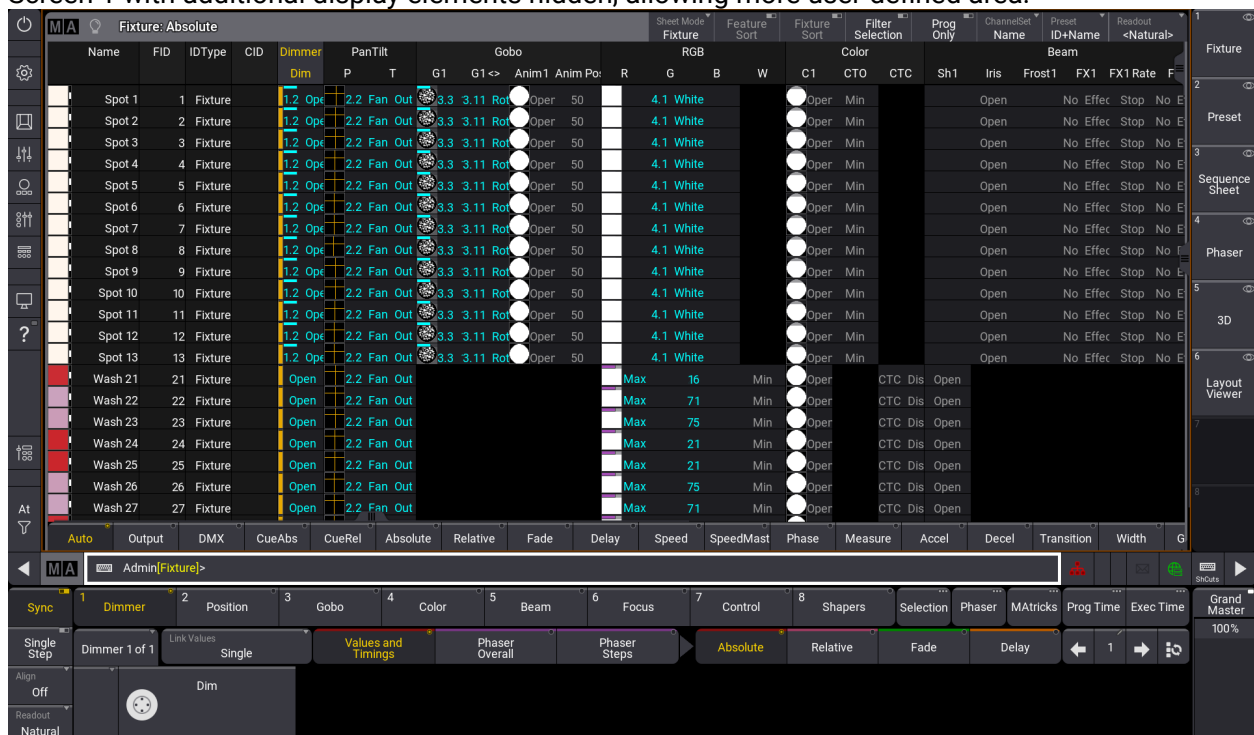 Screen 1 with additional display elements hidden, allowing more user-defined area.
MA Fixture: Absolute Sheet Mode Fixture Feature Sort Fixture Sort Filter Selection Prog Only ChannelSet Name Preset ID+Name Readout <Natural>
Name FID IDType CID Dimmer PanTilt Gobo RGB Color Beam
Dim P T G1 G1<> Anim1 Anim Po R G B W C1 CTO CTC Sh1 Iris Frost1 FX1 FX1 Rate F
Spot 1 1 Fixture 1.2 Ope 2.2 Fan Out 3.3 3.11 Rot Oper 50 4.1 White Oper Min Open No Effec Stop No E
Spot 2 2 Fixture 1.2 Ope 2.2 Fan Out 3.3 3.11 Rot Oper 50 4.1 White Oper Min Open No Effec Stop No E
Spot 3 3 Fixture 1.2 Ope 2.2 Fan Out 3.3 3.11 Rot Oper 50 4.1 White Oper Min Open No Effec Stop No E
Spot 4 4 Fixture 1.2 Ope 2.2 Fan Out 3.3 3.11 Rot Oper 50 4.1 White Oper Min Open No Effec Stop No E
Spot 5 5 Fixture 1.2 Ope 2.2 Fan Out 3.3 3.11 Rot Oper 50 4.1 White Oper Min Open No Effec Stop No E
Spot 6 6 Fixture 1.2 Ope 2.2 Fan Out 3.3 3.11 Rot Oper 50 4.1 White Oper Min Open No Effec Stop No E
Spot 7 7 Fixture 1.2 Ope 2.2 Fan Out 3.3 3.11 Rot Oper 50 4.1 White Oper Min Open No Effec Stop No E
Spot 8 8 Fixture 1.2 Ope 2.2 Fan Out 3.3 3.11 Rot Oper 50 4.1 White Oper Min Open No Effec Stop No E
Spot 9 9 Fixture 1.2 Ope 2.2 Fan Out 3.3 3.11 Rot Oper 50 4.1 White Oper Min Open No Effec Stop No E
Spot 10 10 Fixture 1.2 Ope 2.2 Fan Out 3.3 3.11 Rot Oper 50 4.1 White Oper Min Open No Effec Stop No E
Spot 11 11 Fixture 1.2 Ope 2.2 Fan Out 3.3 3.11 Rot Oper 50 4.1 White Oper Min Open No Effec Stop No E
Spot 12 12 Fixture 1.2 Ope 2.2 Fan Out 3.3 3.11 Rot Oper 50 4.1 White Oper Min Open No Effec Stop No E
Spot 13 13 Fixture 1.2 Ope 2.2 Fan Out 3.3 3.11 Rot Oper 50 4.1 White Oper Min Open No Effec Stop No E
Wash 21 21 Fixture Open 2.2 Fan Out Max 16 Min Oper CTC Dis Open
Wash 22 22 Fixture Open 2.2 Fan Out Max 71 Min Oper CTC Dis Open
Wash 23 23 Fixture Open 2.2 Fan Out Max 75 Min Oper CTC Dis Open
Wash 24 24 Fixture Open 2.2 Fan Out Max 21 Min Oper CTC Dis Open
Wash 25 25 Fixture Open 2.2 Fan Out Max 21 Min Oper CTC Dis Open
Wash 26 26 Fixture Open 2.2 Fan Out Max 75 Min Oper CTC Dis Open
Wash 27 27 Fixture Open 2.2 Fan Out Max 71 Min Oper CTC Dis Open
Auto Output DMX CueAbs CueRel Absolute Relative Fade Delay Speed SpeedMast Phase Measure Accel Decel Transition Width G
1 Fixture
2 Preset
3 Sequence Sheet
4 Phaser
5 3D
6 Layout Viewer
7
8
?
At
MA Admin[Fixture]> ShCuts
Sync 1 Dimmer 2 Position 3 Gobo 4 Color 5 Beam 6 Focus 7 Control 8 Shapers Selection Phaser MAtricks Prog Time Exec Time Grand Master
100%
Single Step Dimmer 1 of 1 Link Values Single Values and Timings Phaser Overall Phaser Steps Absolute Relative Fade Delay 1
Align Off Dim
Readout Natural